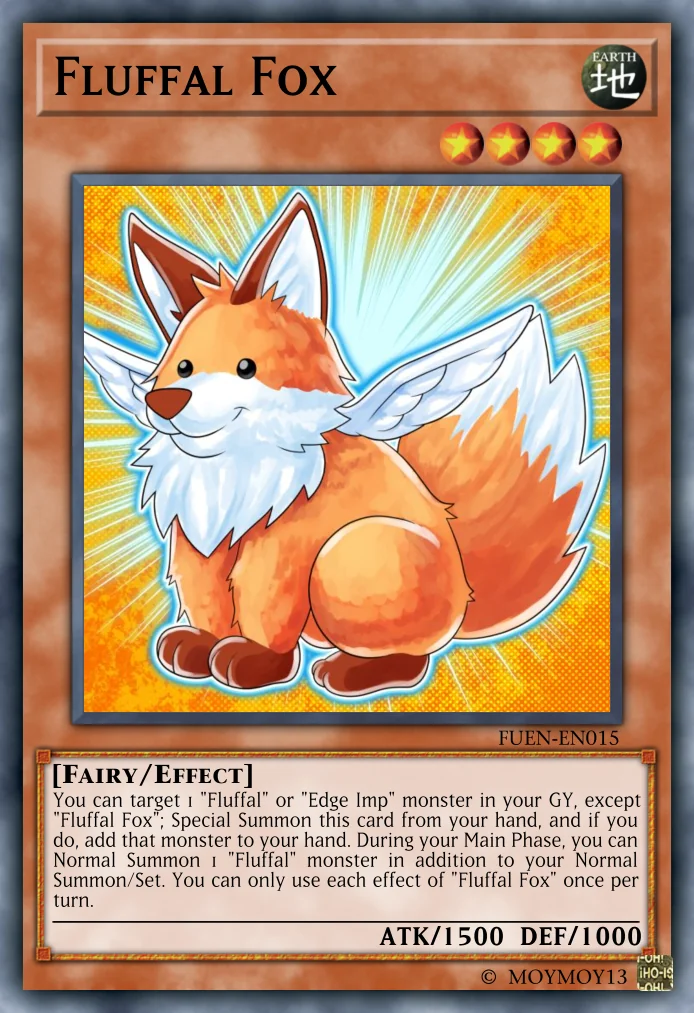 Fluffal Fox
EARTH
地
FUEN-EN015
[Fairy/Effect]
You can target 1 "Fluffal" or "Edge Imp" monster in your GY, except
"Fluffal Fox"; Special Summon this card from your hand, and if you
do, add that monster to your hand. During your Main Phase, you can
Normal Summon 1 "Fluffal" monster in addition to your Normal
Summon/Set. You can only use each effect of "Fluffal Fox" once per
turn.
ATK/1500 DEF/1000
© MOYMOY13